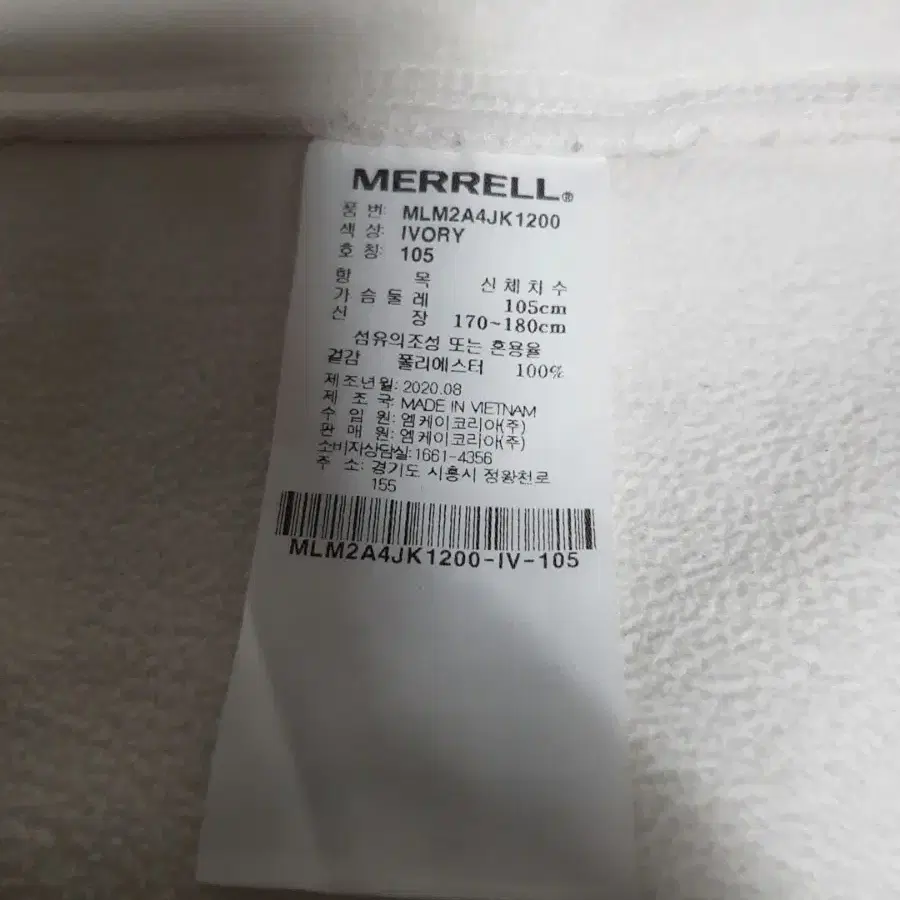 MERRELL®
품 번: MLM2A4JK1200
색 상: IVORY
호 칭: 105
항 목 신체치수
가슴둘레 105cm
신 장 170~180cm
섬유의조성 또는 혼용율
겉감 폴리에스터 100%
제조년월: 2020.08
제 조 국: MADE IN VIETNAM
수 입 원: 엠케이코리아(주)
판 매 원: 엠케이코리아(주)
소비자상담실: 1661-4356
주 소: 경기도 시흥시 정왕천로
155
MLM2A4JK1200-IV-105